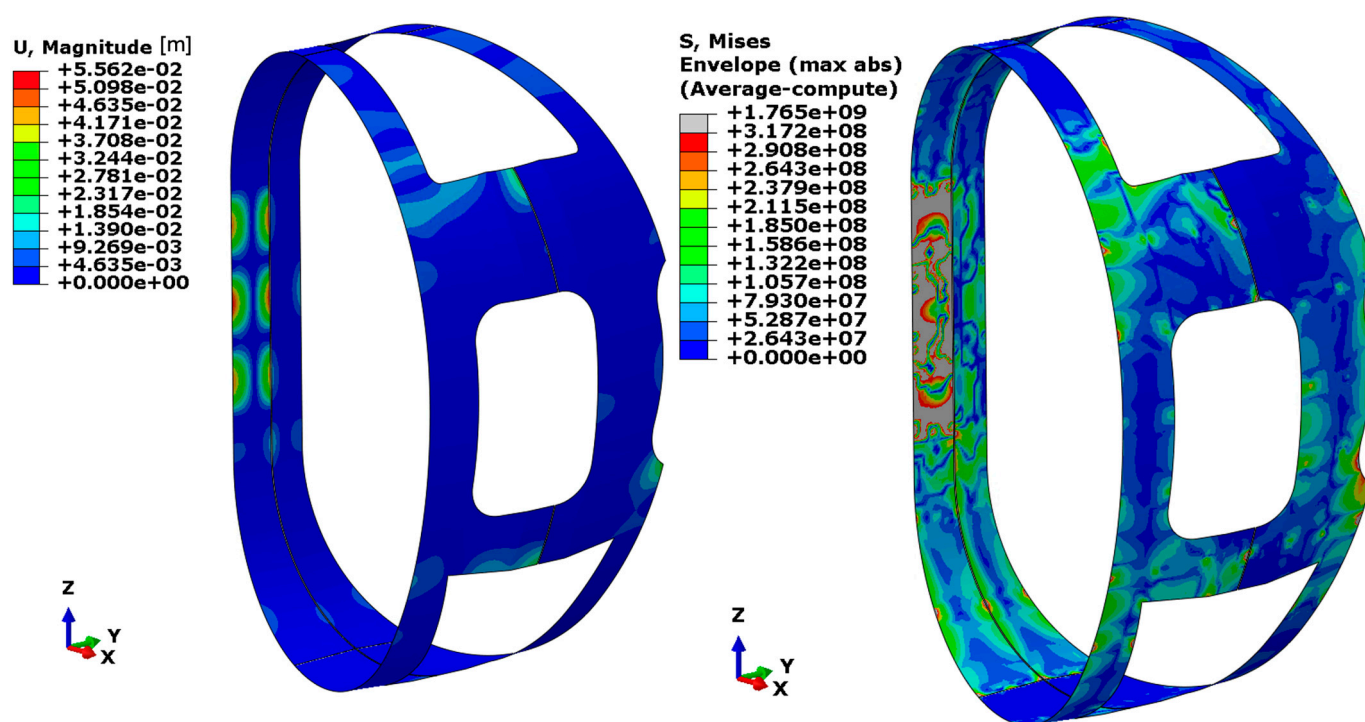 U, Magnitude [m]
+5.562e-02
+5.098e-02
+4.635e-02
+4.171e-02
+3.708e-02
+3.244e-02
+2.781e-02
+2.317e-02
+1.854e-02
+1.390e-02
+9.269e-03
+4.635e-03
+0.000e+00
Z
Y
X
S, Mises
Envelope (max abs)
(Average-compute)
+1.765e+09
+3.172e+08
+2.908e+08
+2.643e+08
+2.379e+08
+2.115e+08
+1.850e+08
+1.586e+08
+1.322e+08
+1.057e+08
+7.930e+07
+5.287e+07
+2.643e+07
+0.000e+00
Z
Y
X